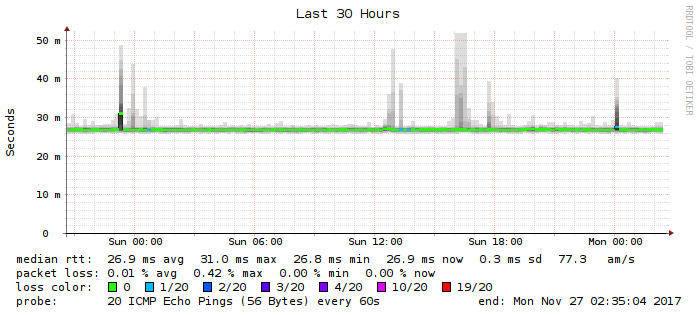 Last 30 Hours
RRDTOOL / TOBI OETIKER
Seconds
50 m
40 m
30 m
20 m
10 m
0
Sun 00:00 Sun 06:00 Sun 12:00 Sun 18:00 Mon 00:00
median rtt: 26.9 ms avg 31.0 ms max 26.8 ms min 26.9 ms now 0.3 ms sd 77.3 am/s
packet loss: 0.01 % avg 0.42 % max 0.00 % min 0.00 % now
loss color: 0 1/20 2/20 3/20 4/20 10/20 19/20
probe: 20 ICMP Echo Pings (56 Bytes) every 60s end: Mon Nov 27 02:35:04 2017